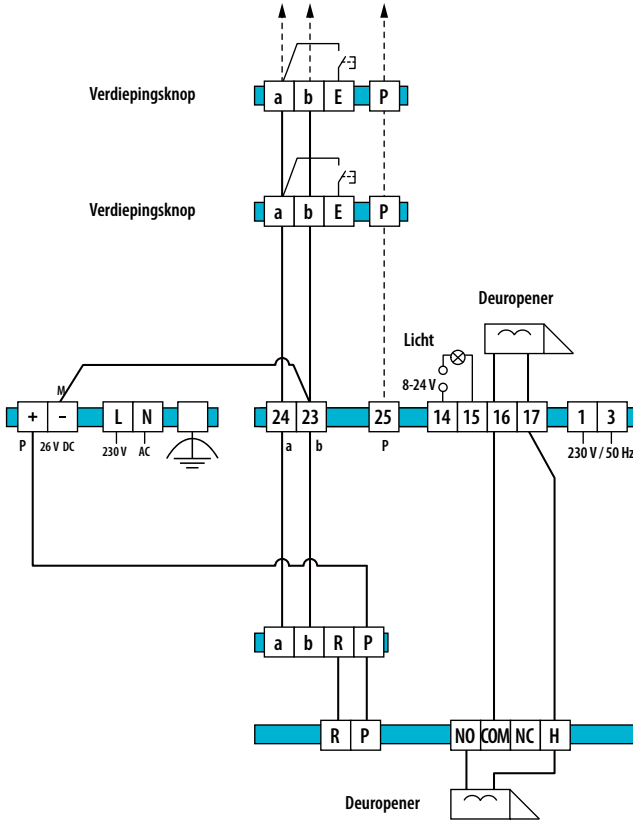 Verdiepingsknop
a b E P
Verdiepingsknop
a b E P
Deuropener
Licht
8-24 V
M
+ – L N 24 23 25 14 15 16 17 1 3
P 26 V DC 230 V AC a b P 230 V / 50 Hz
a b R P
R P NO COM NC H
Deuropener